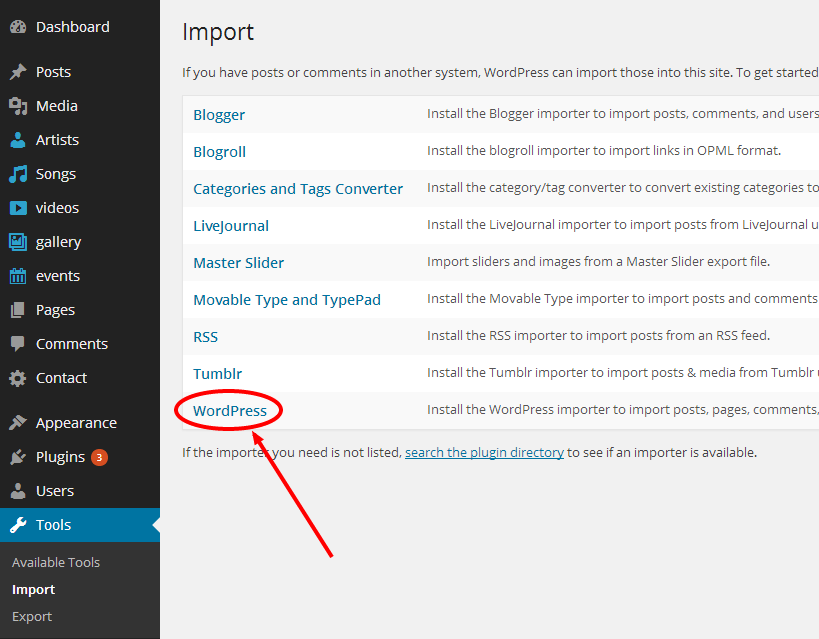 Dashboard
Posts
Media
Artists
Songs
videos
gallery
events
Pages
Comments
Contact
Appearance
Plugins 3
Users
Tools
Available Tools
Import
Export
Import
If you have posts or comments in another system, WordPress can import those into this site. To get started
Blogger Install the Blogger importer to import posts, comments, and users
Blogroll Install the blogroll importer to import links in OPML format.
Categories and Tags Converter Install the category/tag converter to convert existing categories to
LiveJournal Install the LiveJournal importer to import posts from LiveJournal u
Master Slider Import sliders and images from a Master Slider export file.
Movable Type and TypePad Install the Movable Type importer to import posts and comments
RSS Install the RSS importer to import posts from an RSS feed.
Tumblr Install the Tumblr importer to import posts & media from Tumblr
WordPress Install the WordPress importer to import posts, pages, comments,
If the importer you need is not listed, search the plugin directory to see if an importer is available.